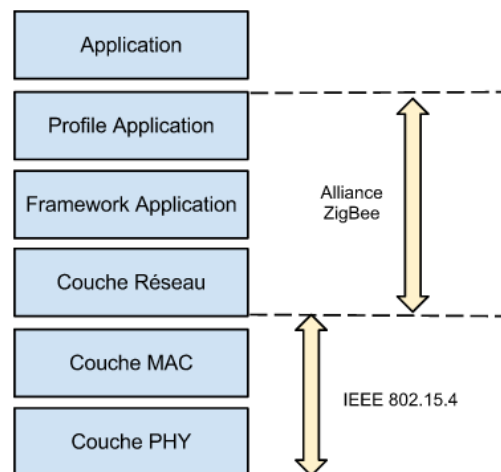 Application
Profile Application
Framework Application
Couche Réseau
Couche MAC
Couche PHY
Alliance
ZigBee
IEEE 802.15.4